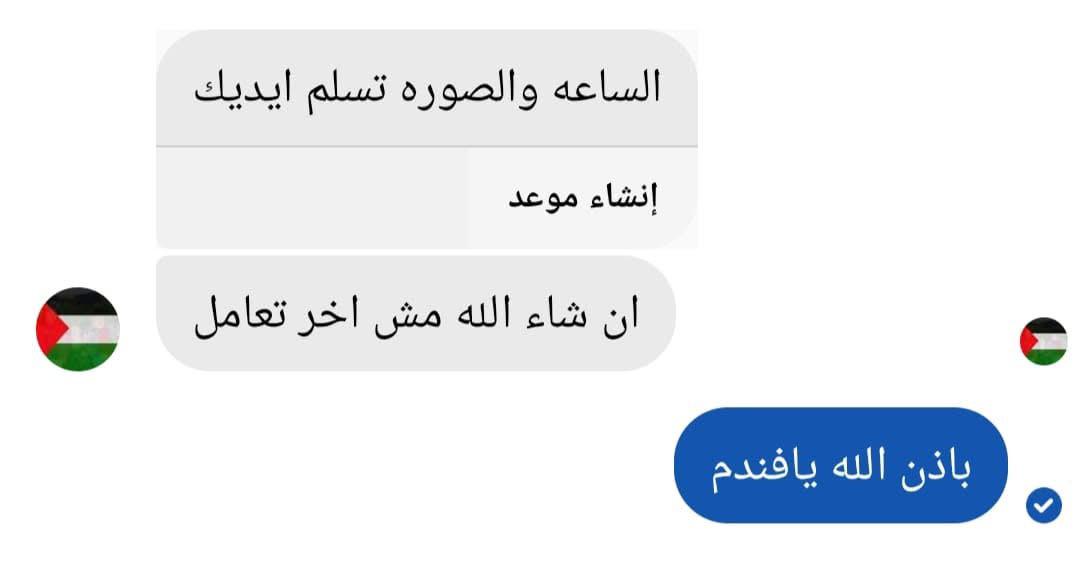 الساعه والصوره تسلم ايديك
إنشاء موعد
ان شاء الله مش اخر تعامل
باذن الله يافندم